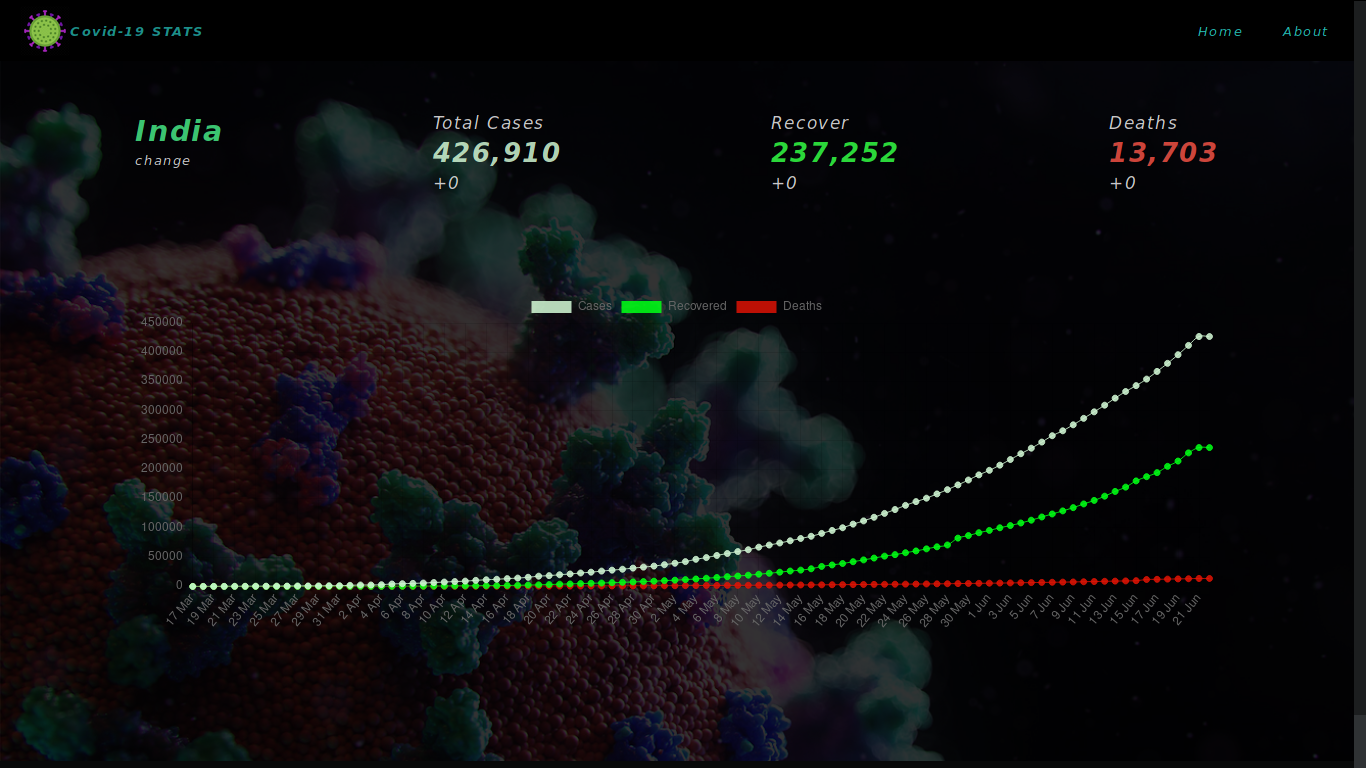 Covid-19 STATS
Home
About
India
change
Total Cases
426,910
+0
Recover
237,252
+0
Deaths
13,703
+0
Cases
Recovered
Deaths
450000
400000
350000
300000
250000
200000
150000
100000
50000
0
17 Mar
19 Mar
21 Mar
23 Mar
25 Mar
27 Mar
29 Mar
31 Mar
2 Apr
4 Apr
6 Apr
8 Apr
10 Apr
12 Apr
14 Apr
16 Apr
18 Apr
20 Apr
22 Apr
24 Apr
26 Apr
28 Apr
30 Apr
2 May
4 May
6 May
8 May
10 May
12 May
14 May
16 May
18 May
20 May
22 May
24 May
26 May
28 May
30 May
1 Jun
3 Jun
5 Jun
7 Jun
9 Jun
11 Jun
13 Jun
15 Jun
17 Jun
19 Jun
21 Jun